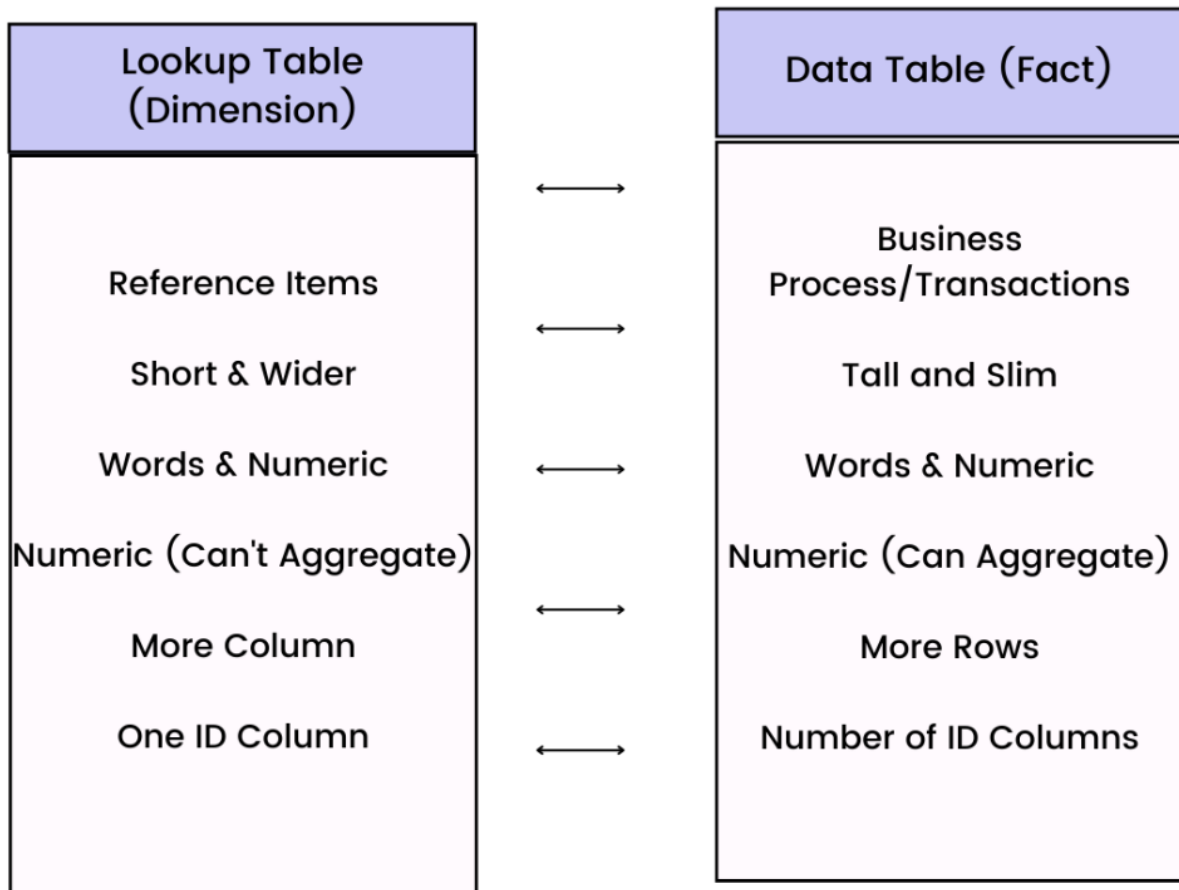 Lookup Table
(Dimension)
Reference Items
Short & Wider
Words & Numeric
Numeric (Can't Aggregate)
More Column
One ID Column
Data Table (Fact)
Business
Process/Transactions
Tall and Slim
Words & Numeric
Numeric (Can Aggregate)
More Rows
Number of ID Columns